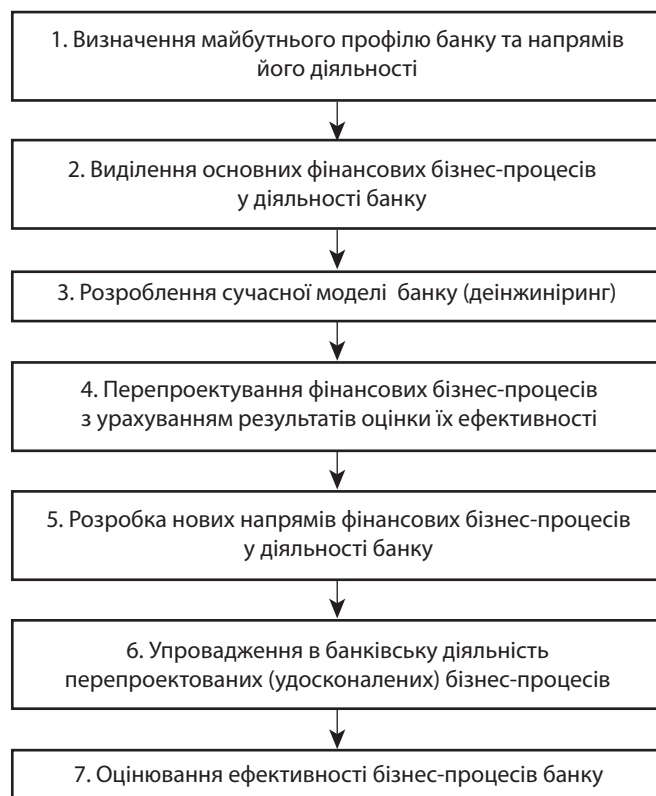 1. Визначення майбутнього профілю банку та напрямів
його діяльності
2. Виділення основних фінансових бізнес-процесів
у діяльності банку
3. Розроблення сучасної моделі банку (деінжиніринг)
4. Перепроектування фінансових бізнес-процесів
з урахуванням результатів оцінки їх ефективності
5. Розробка нових напрямів фінансових бізнес-процесів
у діяльності банку
6. Упровадження в банківську діяльність
перепроектованих (удосконалених) бізнес-процесів
7. Оцінювання ефективності бізнес-процесів банку